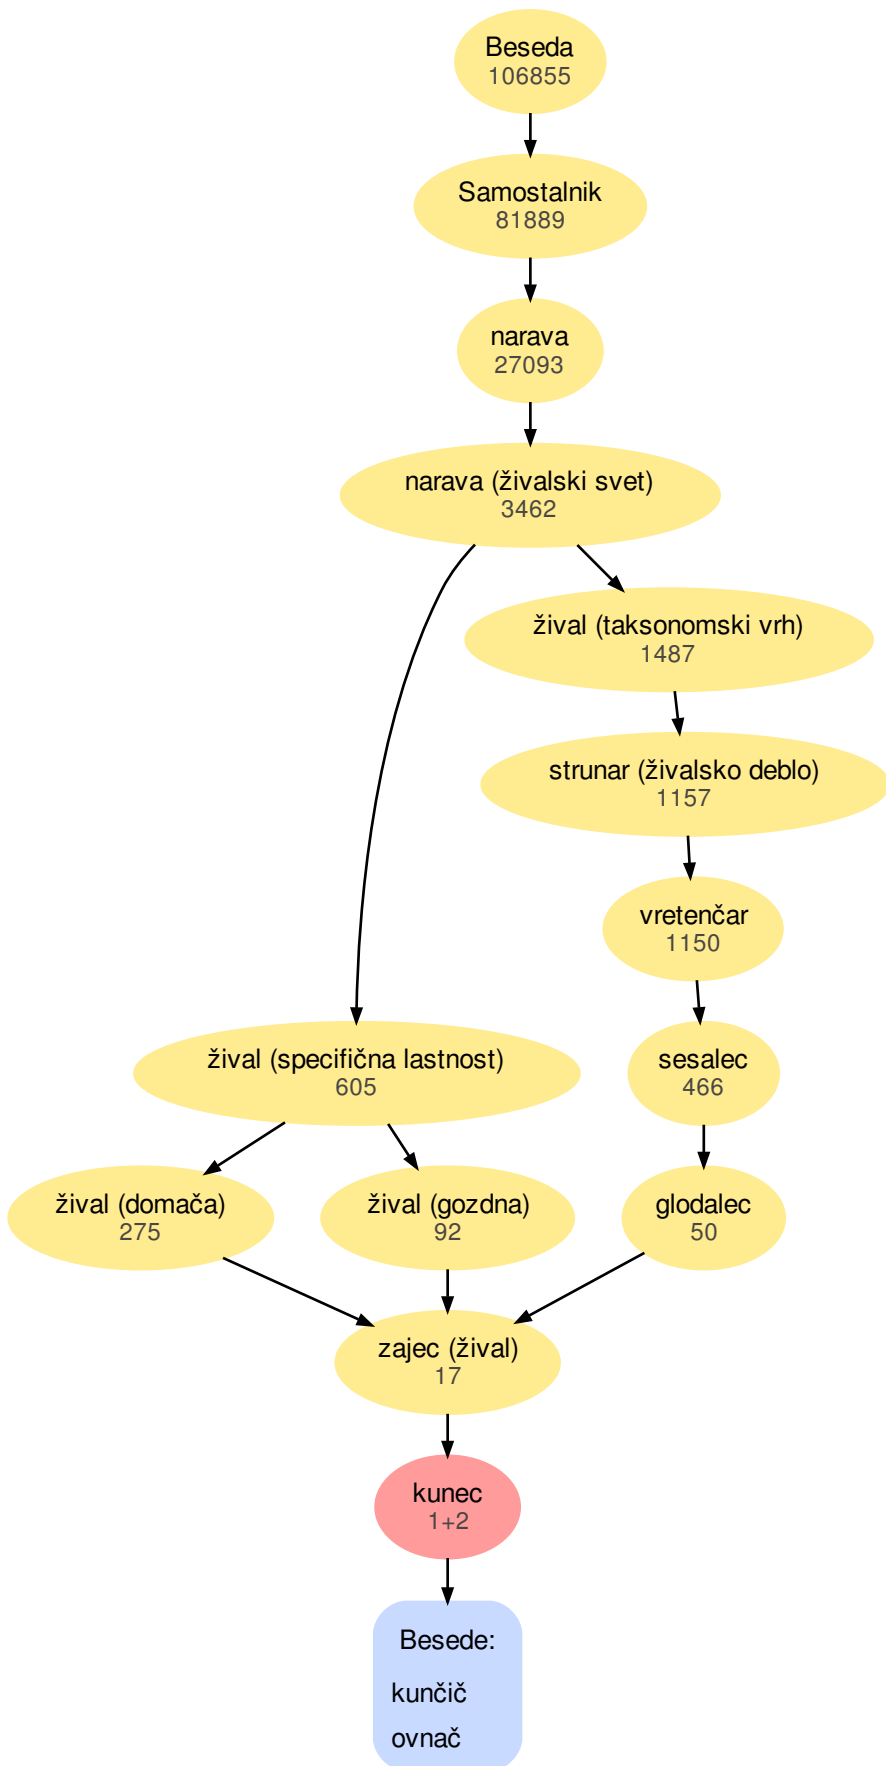 Beseda
106855
Samostalnik
81889
narava
27093
narava (živalski svet)
3462
žival (taksonomski vrh)
1487
strunar (živalsko deblo)
1157
vretenčar
1150
žival (specifična lastnost)
605
sesalec
466
žival (domača)
275
žival (gozdna)
92
glodalec
50
zajec (žival)
17
kunec
1+2
Besede:
kunčič
ovnač